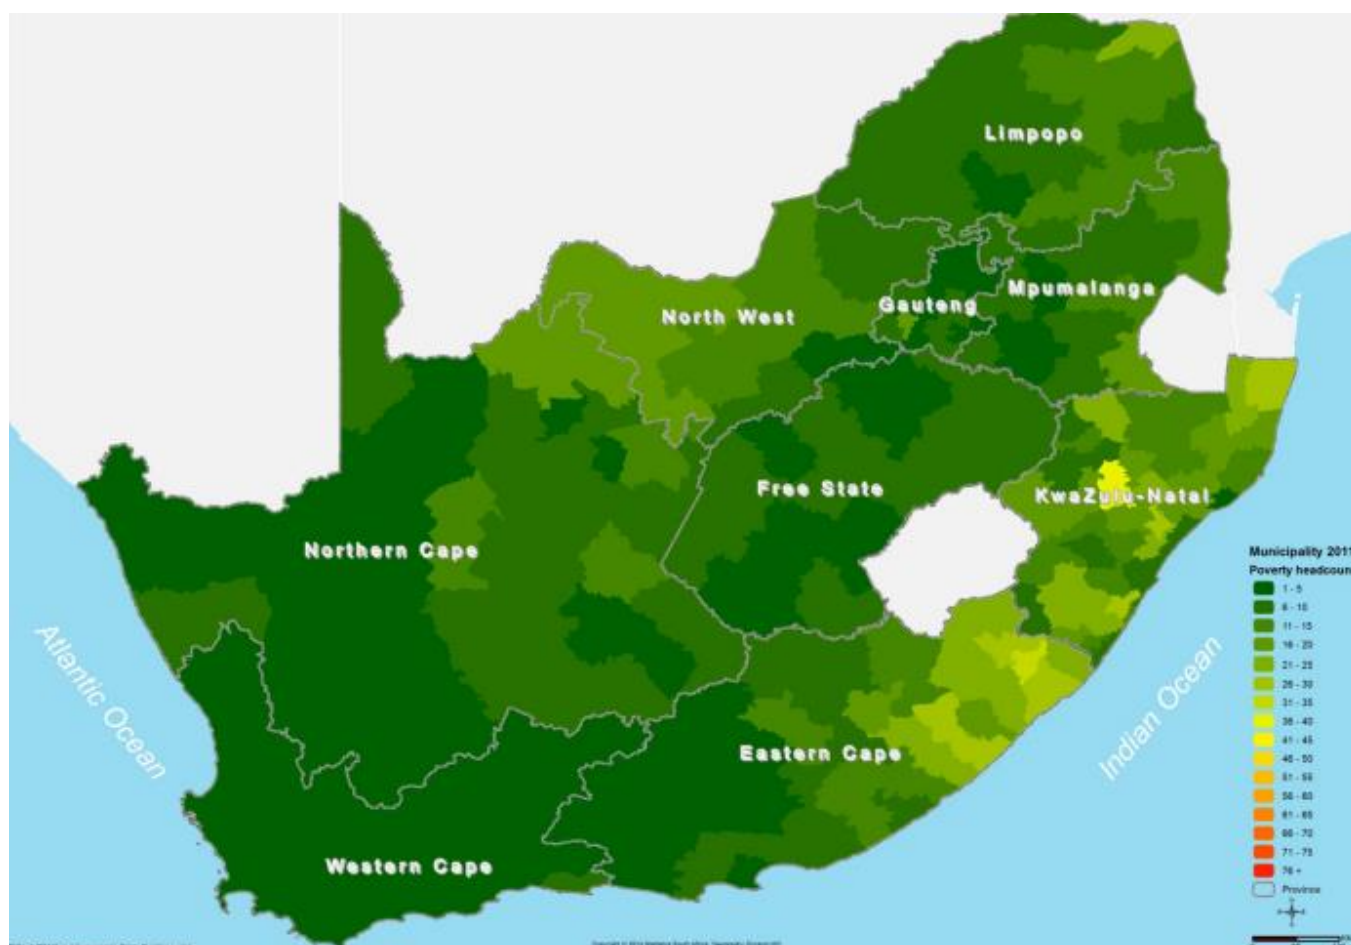 Limpopo
Mpumalanga
Gauteng
North West
Free State
KwaZulu-Natal
Northern Cape
Eastern Cape
Western Cape
Atlantic Ocean
Indian Ocean
Municipality 2011
Poverty headcoun
1 - 5
6 - 10
11 - 15
16 - 20
21 - 25
26 - 30
31 - 35
36 - 40
41 - 45
46 - 50
51 - 55
56 - 60
61 - 65
66 - 70
71 - 75
76 +
Province